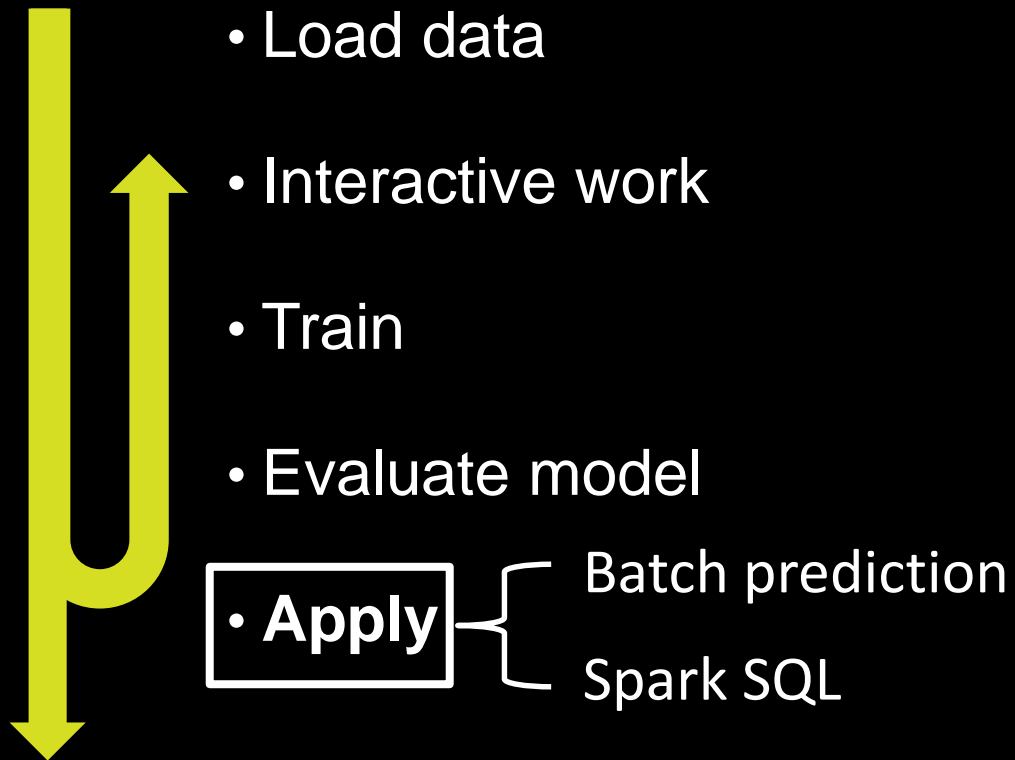 • Load data
• Interactive work
• Train
• Evaluate model
• Apply
Batch prediction
Spark SQL